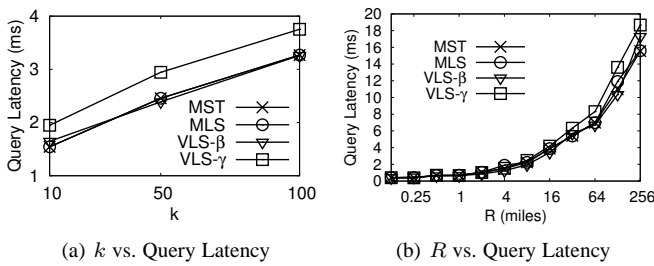 4
3
2
1
Query Latency (ms)
10
50
100
k
MST
MLS
VLS-β
VLS-γ
(a) k vs. Query Latency
20
18
16
14
12
10
8
6
4
2
0
Query Latency (ms)
0.25
1
4
16
64
256
R (miles)
MST
MLS
VLS-β
VLS-γ
(b) R vs. Query Latency